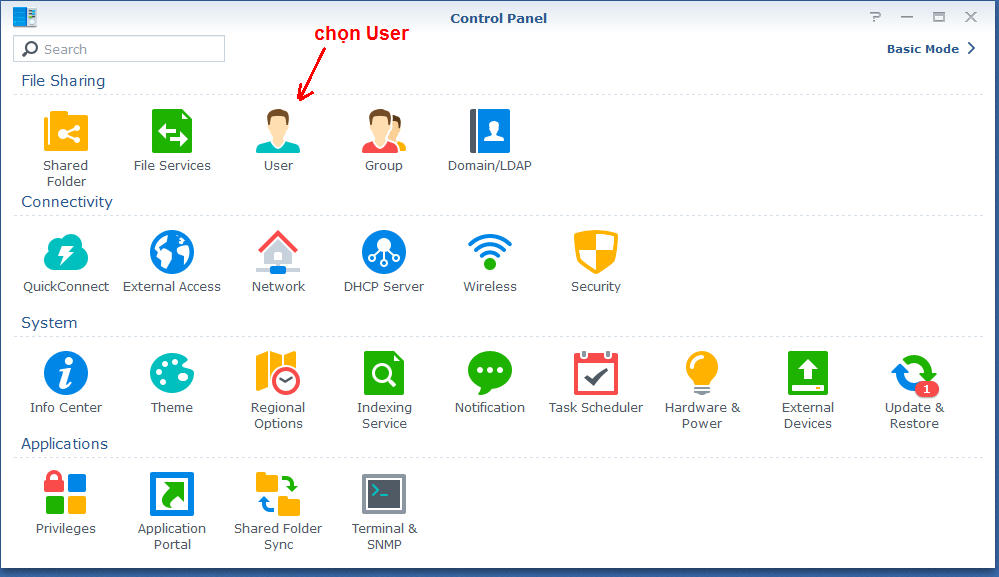 Control Panel
chọn User
Search
Basic Mode
File Sharing
Shared
Folder
File Services
User
Group
Domain/LDAP
Connectivity
QuickConnect
External Access
Network
DHCP Server
Wireless
Security
System
Info Center
Theme
Regional
Options
Indexing
Service
Notification
Task Scheduler
Hardware &
Power
External
Devices
1
Update &
Restore
Applications
Privileges
Application
Portal
Shared Folder
Sync
Terminal &
SNMP